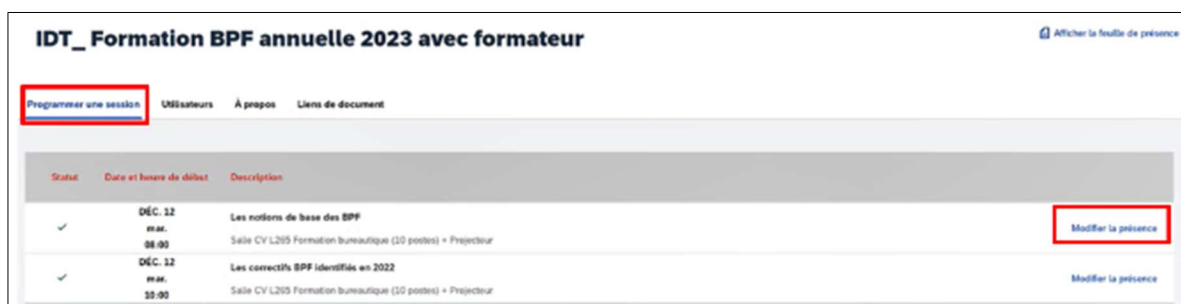 IDT_ Formation BPF annuelle 2023 avec formateur
Afficher la feuille de présence
Programmer une session Utilisateurs À propos Liens de document
Statut Date et heure de début Description
DÉC. 12
mar.
08:00
Les notions de base des BPF
Salle CV L265 Formation bureautique (10 postes) + Projecteur
Modifier la présence
DÉC. 12
mar.
10:00
Les correctifs BPF identifiés en 2022
Salle CV L265 Formation bureautique (10 postes) + Projecteur
Modifier la présence